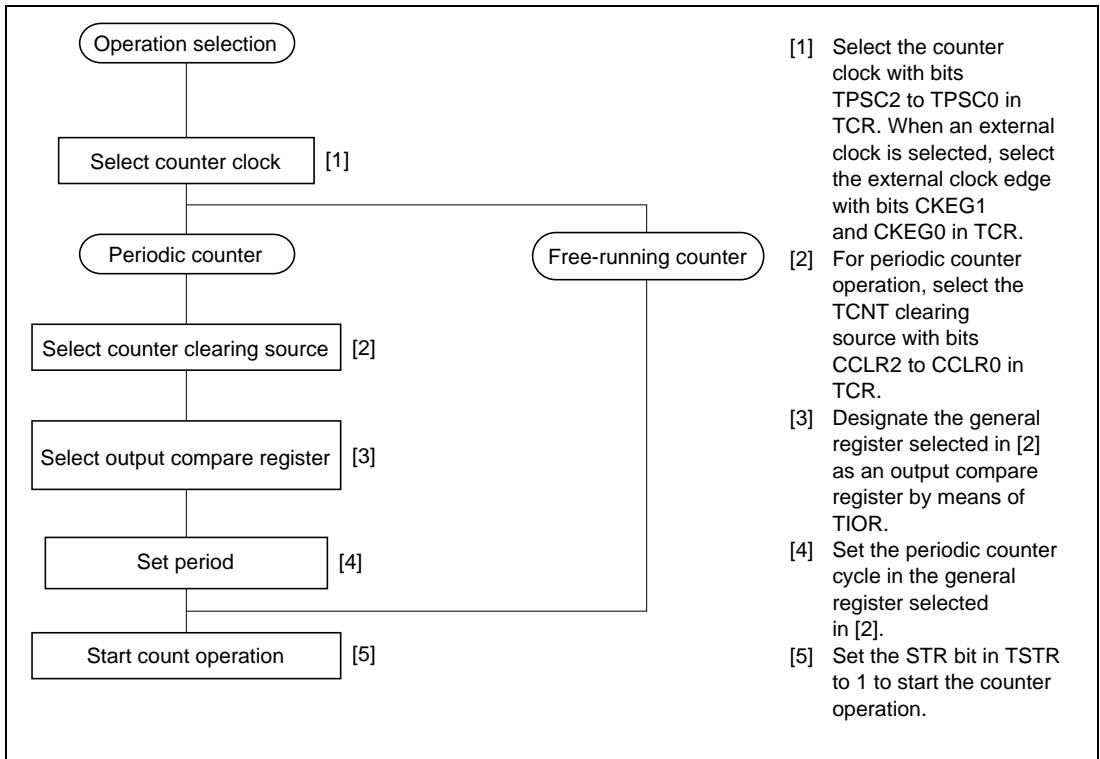 Operation selection
Select counter clock [1]
Periodic counter
Free-running counter
Select counter clearing source [2]
Select output compare register [3]
Set period [4]
Start count operation [5]
[1] Select the counter
clock with bits
TPSC2 to TPSC0 in
TCR. When an external
clock is selected, select
the external clock edge
with bits CKEG1
and CKEG0 in TCR.
[2] For periodic counter
operation, select the
TCNT clearing
source with bits
CCLR2 to CCLR0 in
TCR.
[3] Designate the general
register selected in [2]
as an output compare
register by means of
TIOR.
[4] Set the periodic counter
cycle in the general
register selected
in [2].
[5] Set the STR bit in TSTR
to 1 to start the counter
operation.